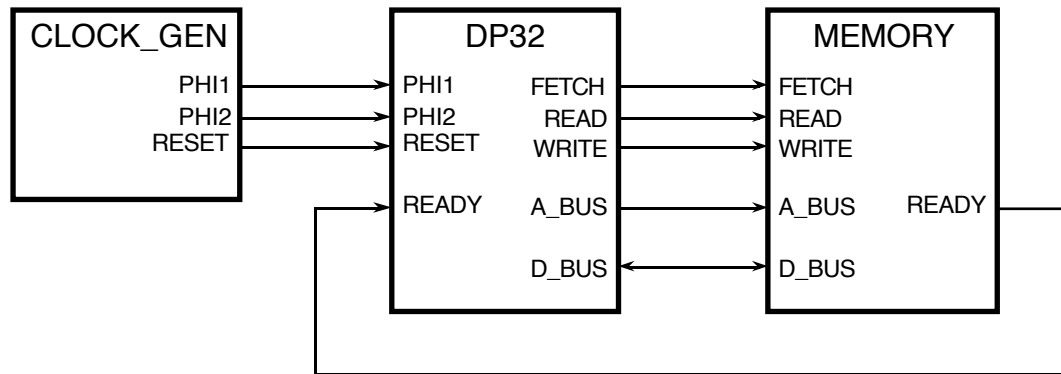 CLOCK_GEN
PHI1
PHI2
RESET
DP32
PHI1
PHI2
RESET
READY
FETCH
READ
WRITE
A_BUS
D_BUS
MEMORY
FETCH
READ
WRITE
A_BUS
D_BUS
READY